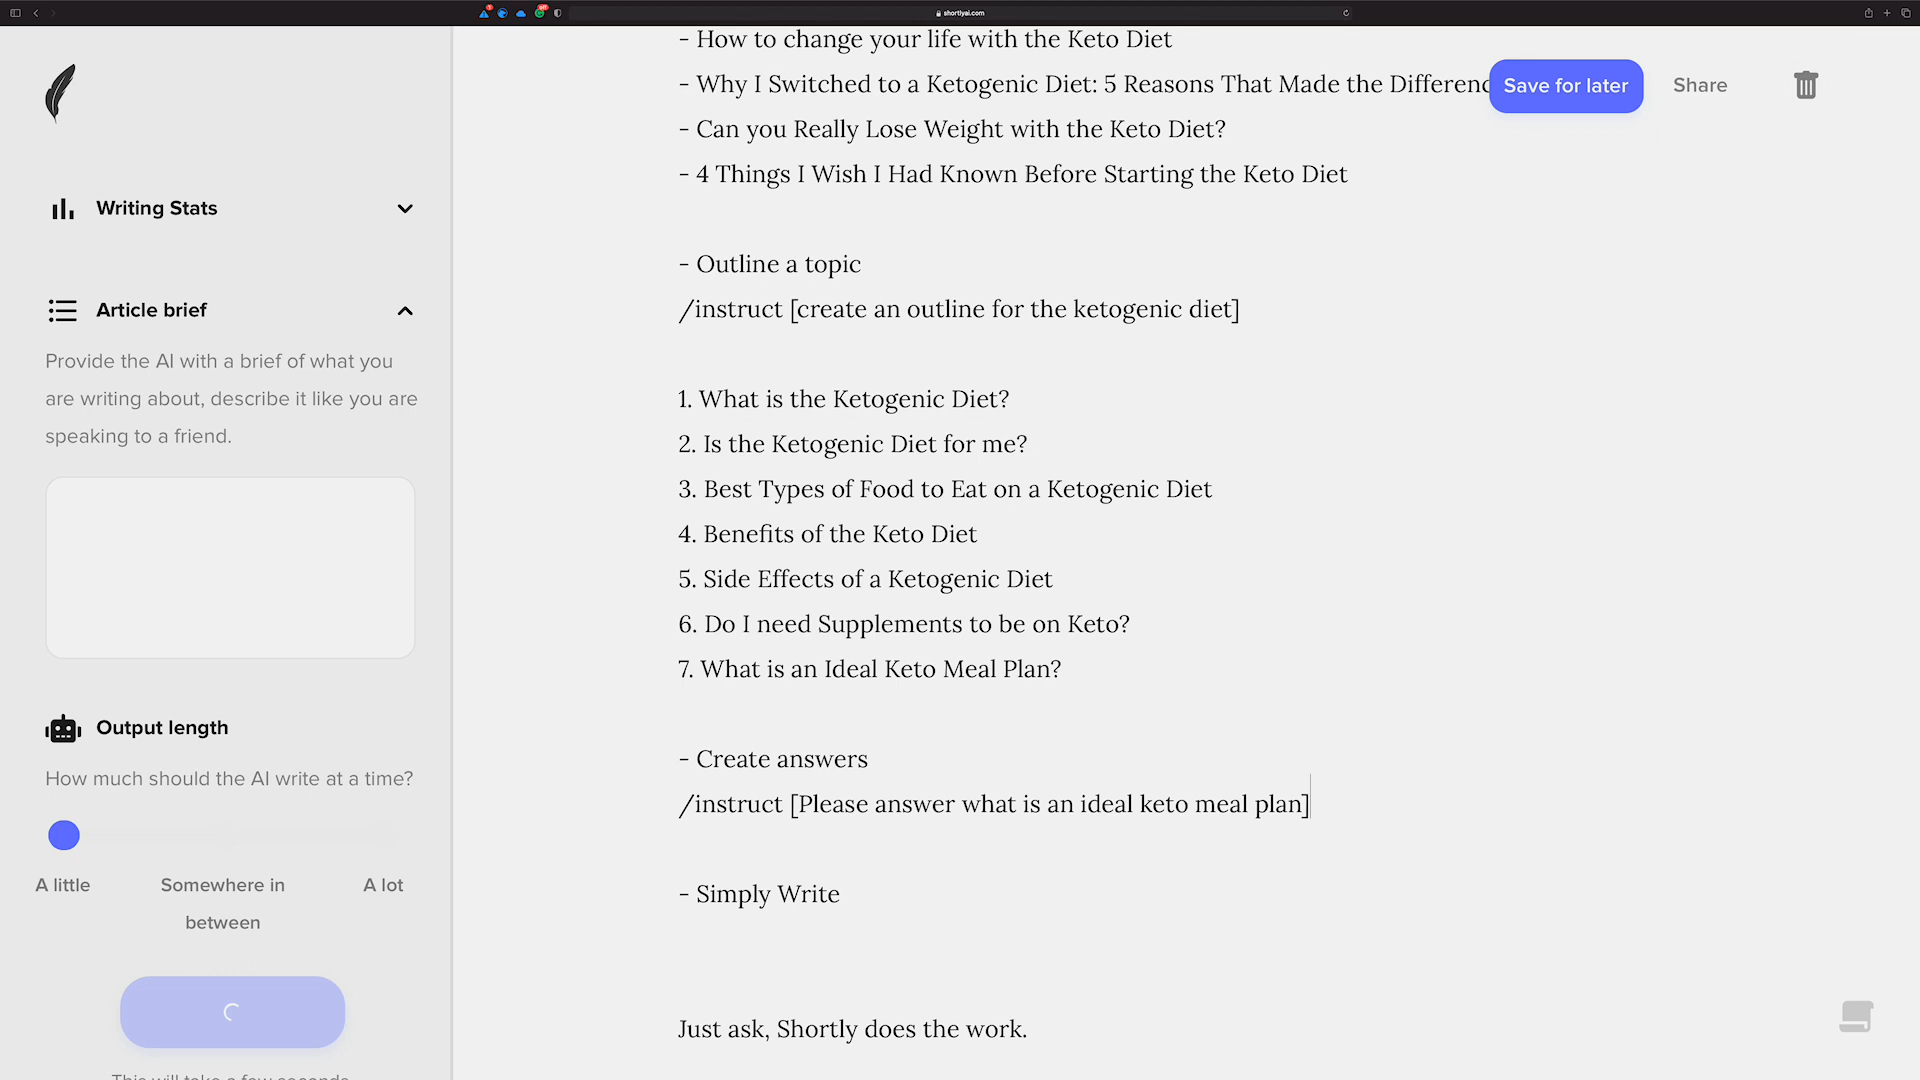 shortlyai.com
- How to change your life with the Keto Diet
- Why I Switched to a Ketogenic Diet: 5 Reasons That Made the Differenc
Save for later
Share
- Can you Really Lose Weight with the Keto Diet?
- 4 Things I Wish I Had Known Before Starting the Keto Diet
- Outline a topic
/instruct [create an outline for the ketogenic diet]
1. What is the Ketogenic Diet?
2. Is the Ketogenic Diet for me?
3. Best Types of Food to Eat on a Ketogenic Diet
4. Benefits of the Keto Diet
5. Side Effects of a Ketogenic Diet
6. Do I need Supplements to be on Keto?
7. What is an Ideal Keto Meal Plan?
- Create answers
/instruct [Please answer what is an ideal keto meal plan]
- Simply Write
Just ask, Shortly does the work.
Writing Stats
Article brief
Provide the AI with a brief of what you
are writing about, describe it like you are
speaking to a friend.
Output length
How much should the AI write at a time?
A little
Somewhere in
between
A lot
This will take a few seconds